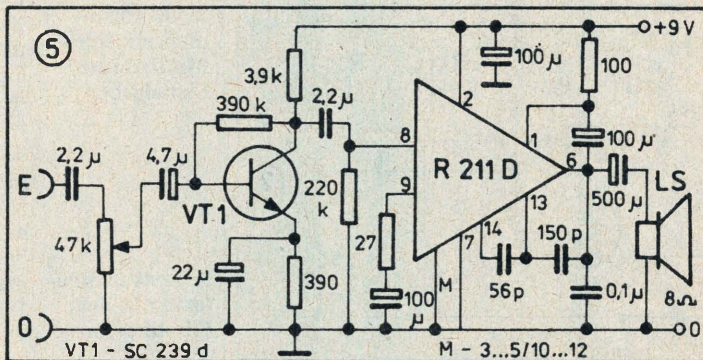 5
+9V
3,9k
100µ
100
2
390k
2,2µ
1
100µ
8
R 211 D
6
2,2µ
4,7µ
9
500µ
LS
E
VT.1
220
k
14
13
47k
27
7
150p
22µ
390
100
µ
M
56p
0,1µ
8Ω
0
0
VT1 - SC 239 d
M - 3...5/10...12